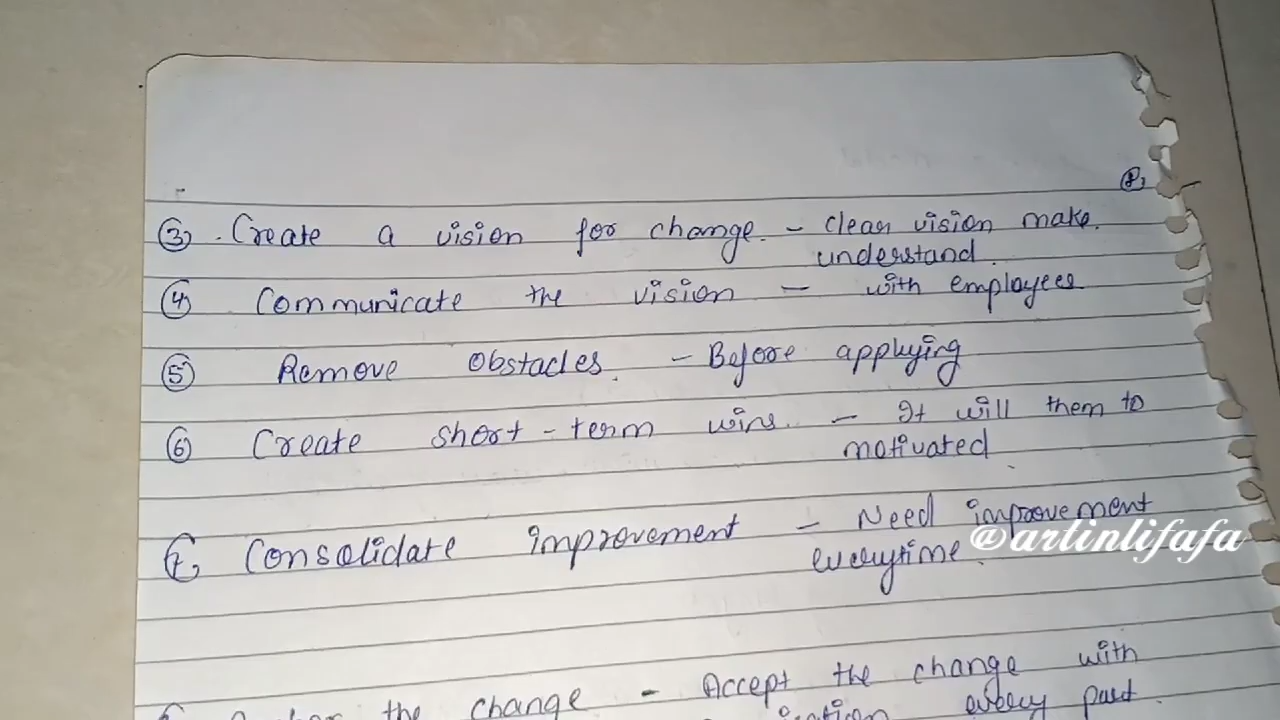 8,
③ . Create a vision for change. - Clear vision make.
understand.
④ Communicate the vision - with employees
⑤ Remove Obstacles. - Before applying
⑥ Create short-term wins. - It will them to
motivated
7, Consolidate improvement - Need improvement
everytime.
@artinlifafa
the change - Accept the change with
every part